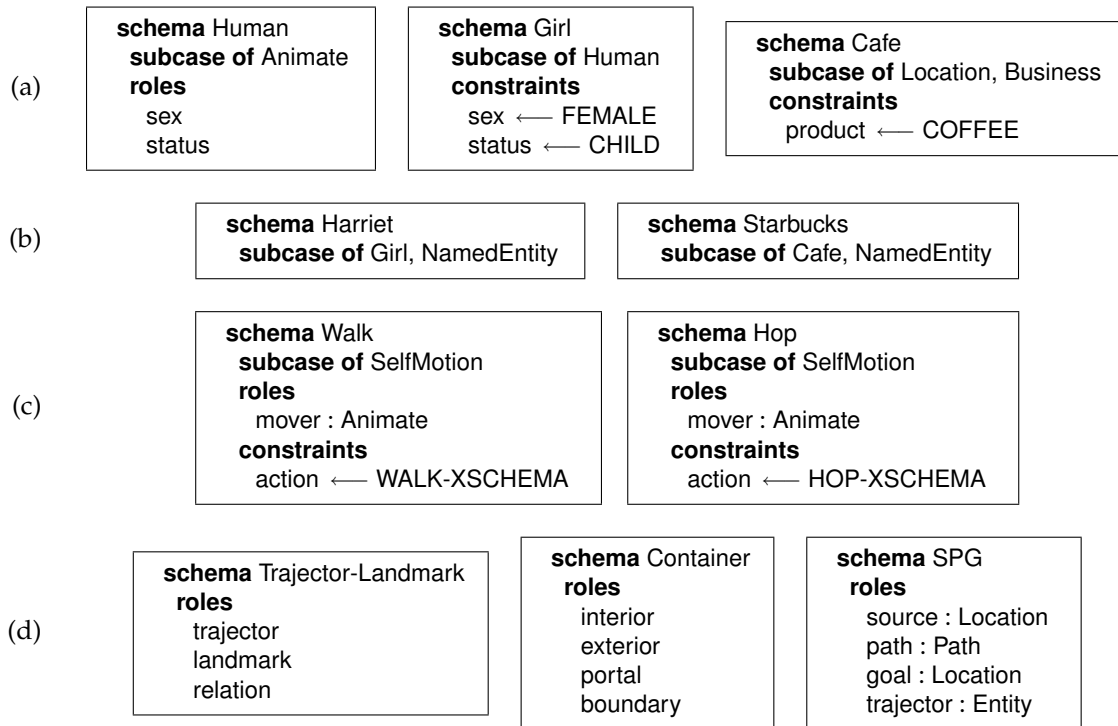 (a)
schema Human
subcase of Animate
roles
sex
status
schema Girl
subcase of Human
constraints
sex ⟵ FEMALE
status ⟵ CHILD
schema Cafe
subcase of Location, Business
constraints
product ⟵ COFFEE
(b)
schema Harriet
subcase of Girl, NamedEntity
schema Starbucks
subcase of Cafe, NamedEntity
(c)
schema Walk
subcase of SelfMotion
roles
mover : Animate
constraints
action ⟵ WALK-XSCHEMA
schema Hop
subcase of SelfMotion
roles
mover : Animate
constraints
action ⟵ HOP-XSCHEMA
(d)
schema Trajector-Landmark
roles
trajector
landmark
relation
schema Container
roles
interior
exterior
portal
boundary
schema SPG
roles
source : Location
path : Path
goal : Location
trajector : Entity